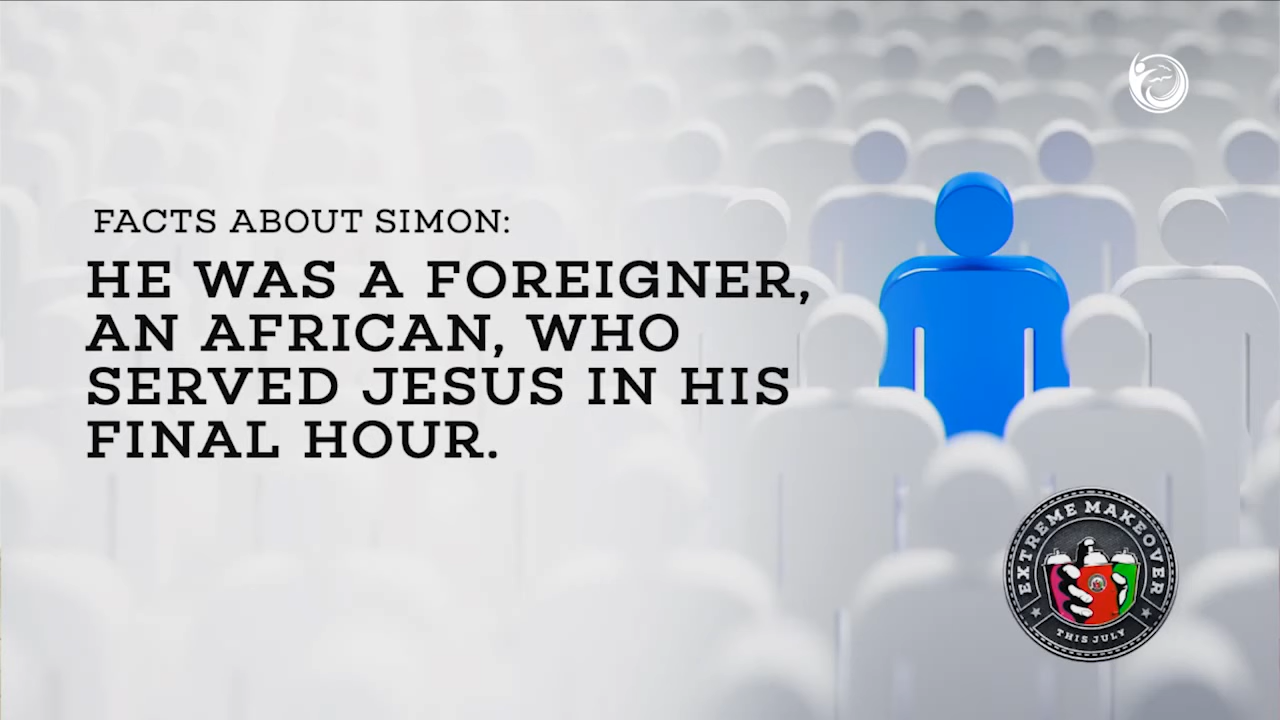 FACTS ABOUT SIMON:
HE WAS A FOREIGNER,
AN AFRICAN, WHO
SERVED JESUS IN HIS
FINAL HOUR.
EXTREME MAKEOVER
THIS JULY